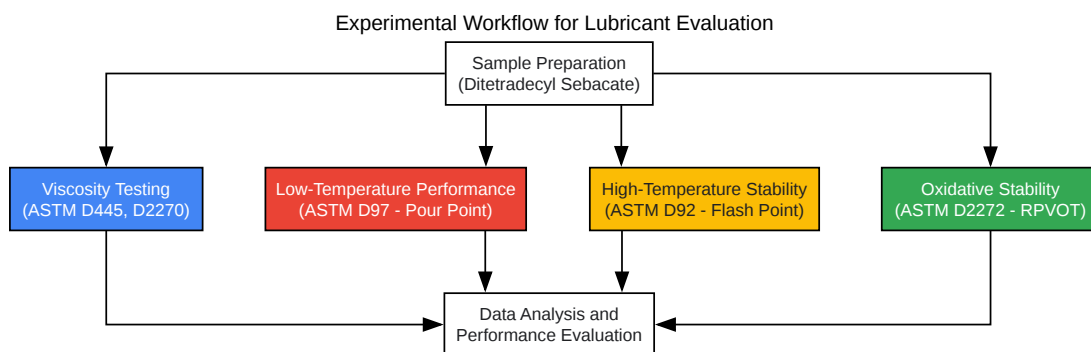 Experimental Workflow for Lubricant Evaluation
Sample Preparation
(Ditetradecyl Sebacate)
Viscosity Testing
(ASTM D445, D2270)
Low-Temperature Performance
(ASTM D97 - Pour Point)
High-Temperature Stability
(ASTM D92 - Flash Point)
Oxidative Stability
(ASTM D2272 - RPVOT)
Data Analysis and
Performance Evaluation